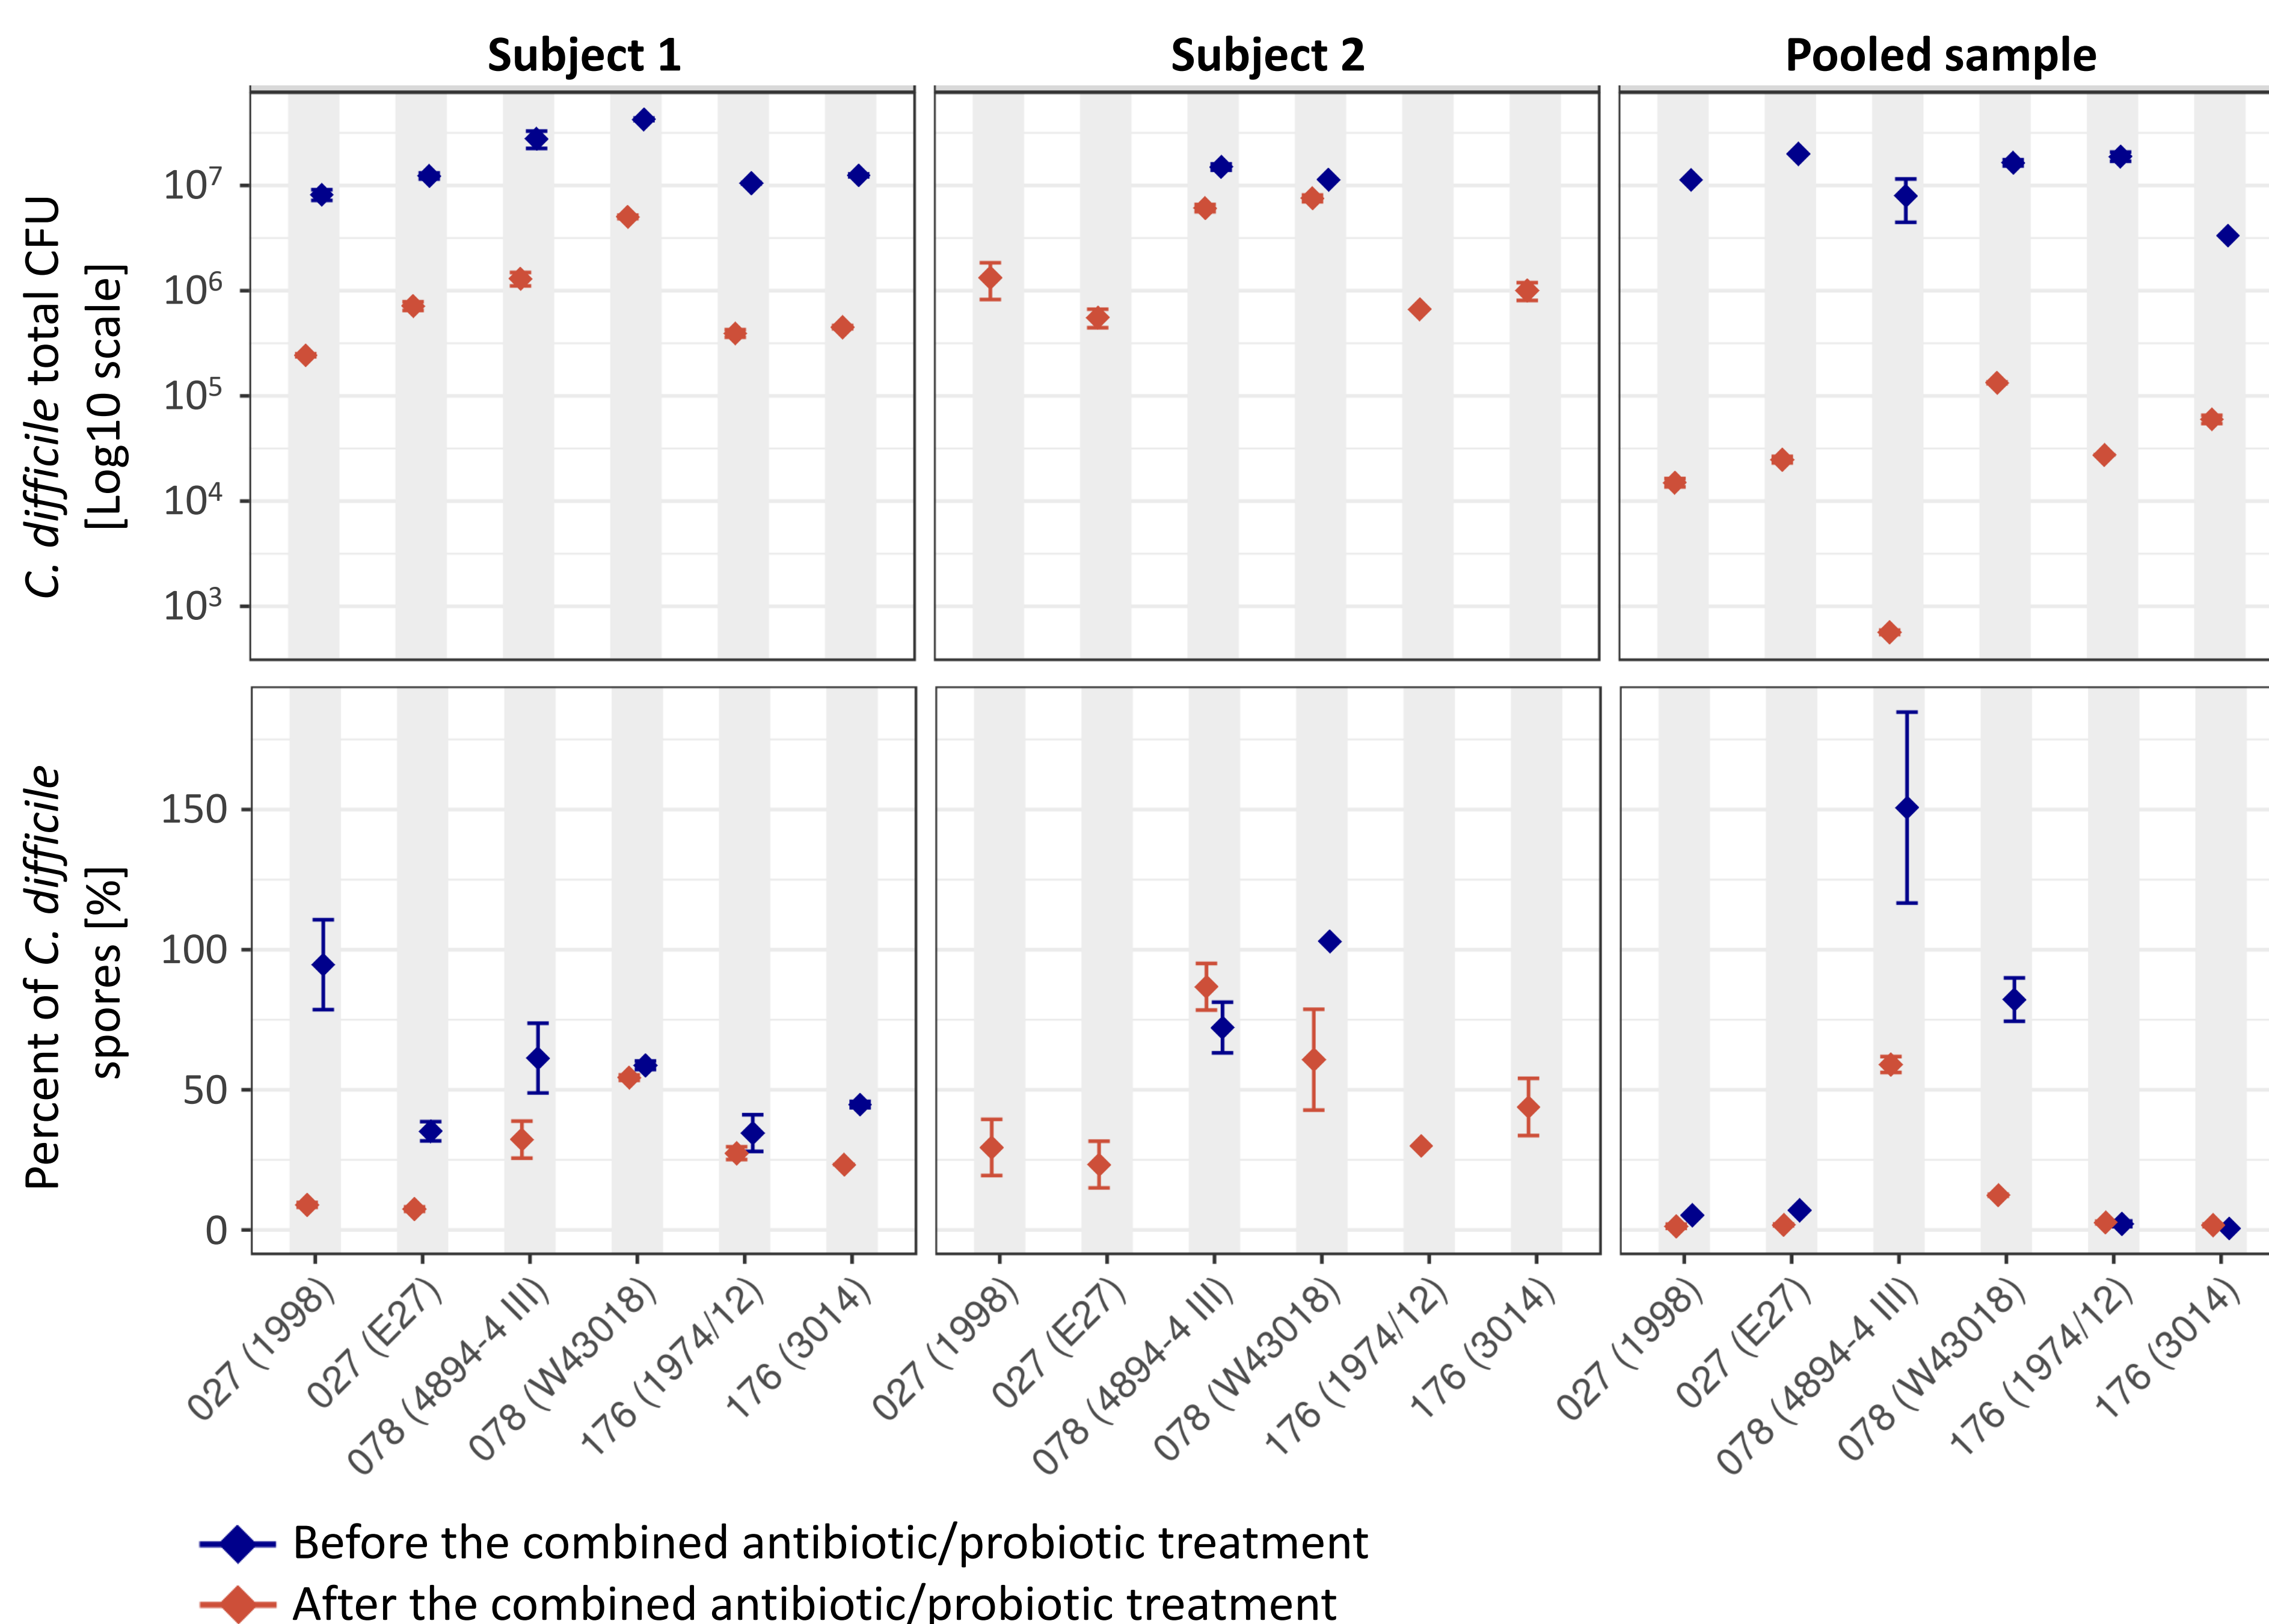 Subject 1
Subject 2
Pooled sample
C. difficile total CFU
[Log10 scale]
10⁷
10⁶
10⁵
10⁴
10³
Percent of C. difficile
spores [%]
150
100
50
0
027 (1998)
027 (E27)
078 (4894-4 III)
078 (W43018)
176 (1974/12)
176 (3014)
027 (1998)
027 (E27)
078 (4894-4 III)
078 (W43018)
176 (1974/12)
176 (3014)
027 (1998)
027 (E27)
078 (4894-4 III)
078 (W43018)
176 (1974/12)
176 (3014)
Before the combined antibiotic/probiotic treatment
After the combined antibiotic/probiotic treatment